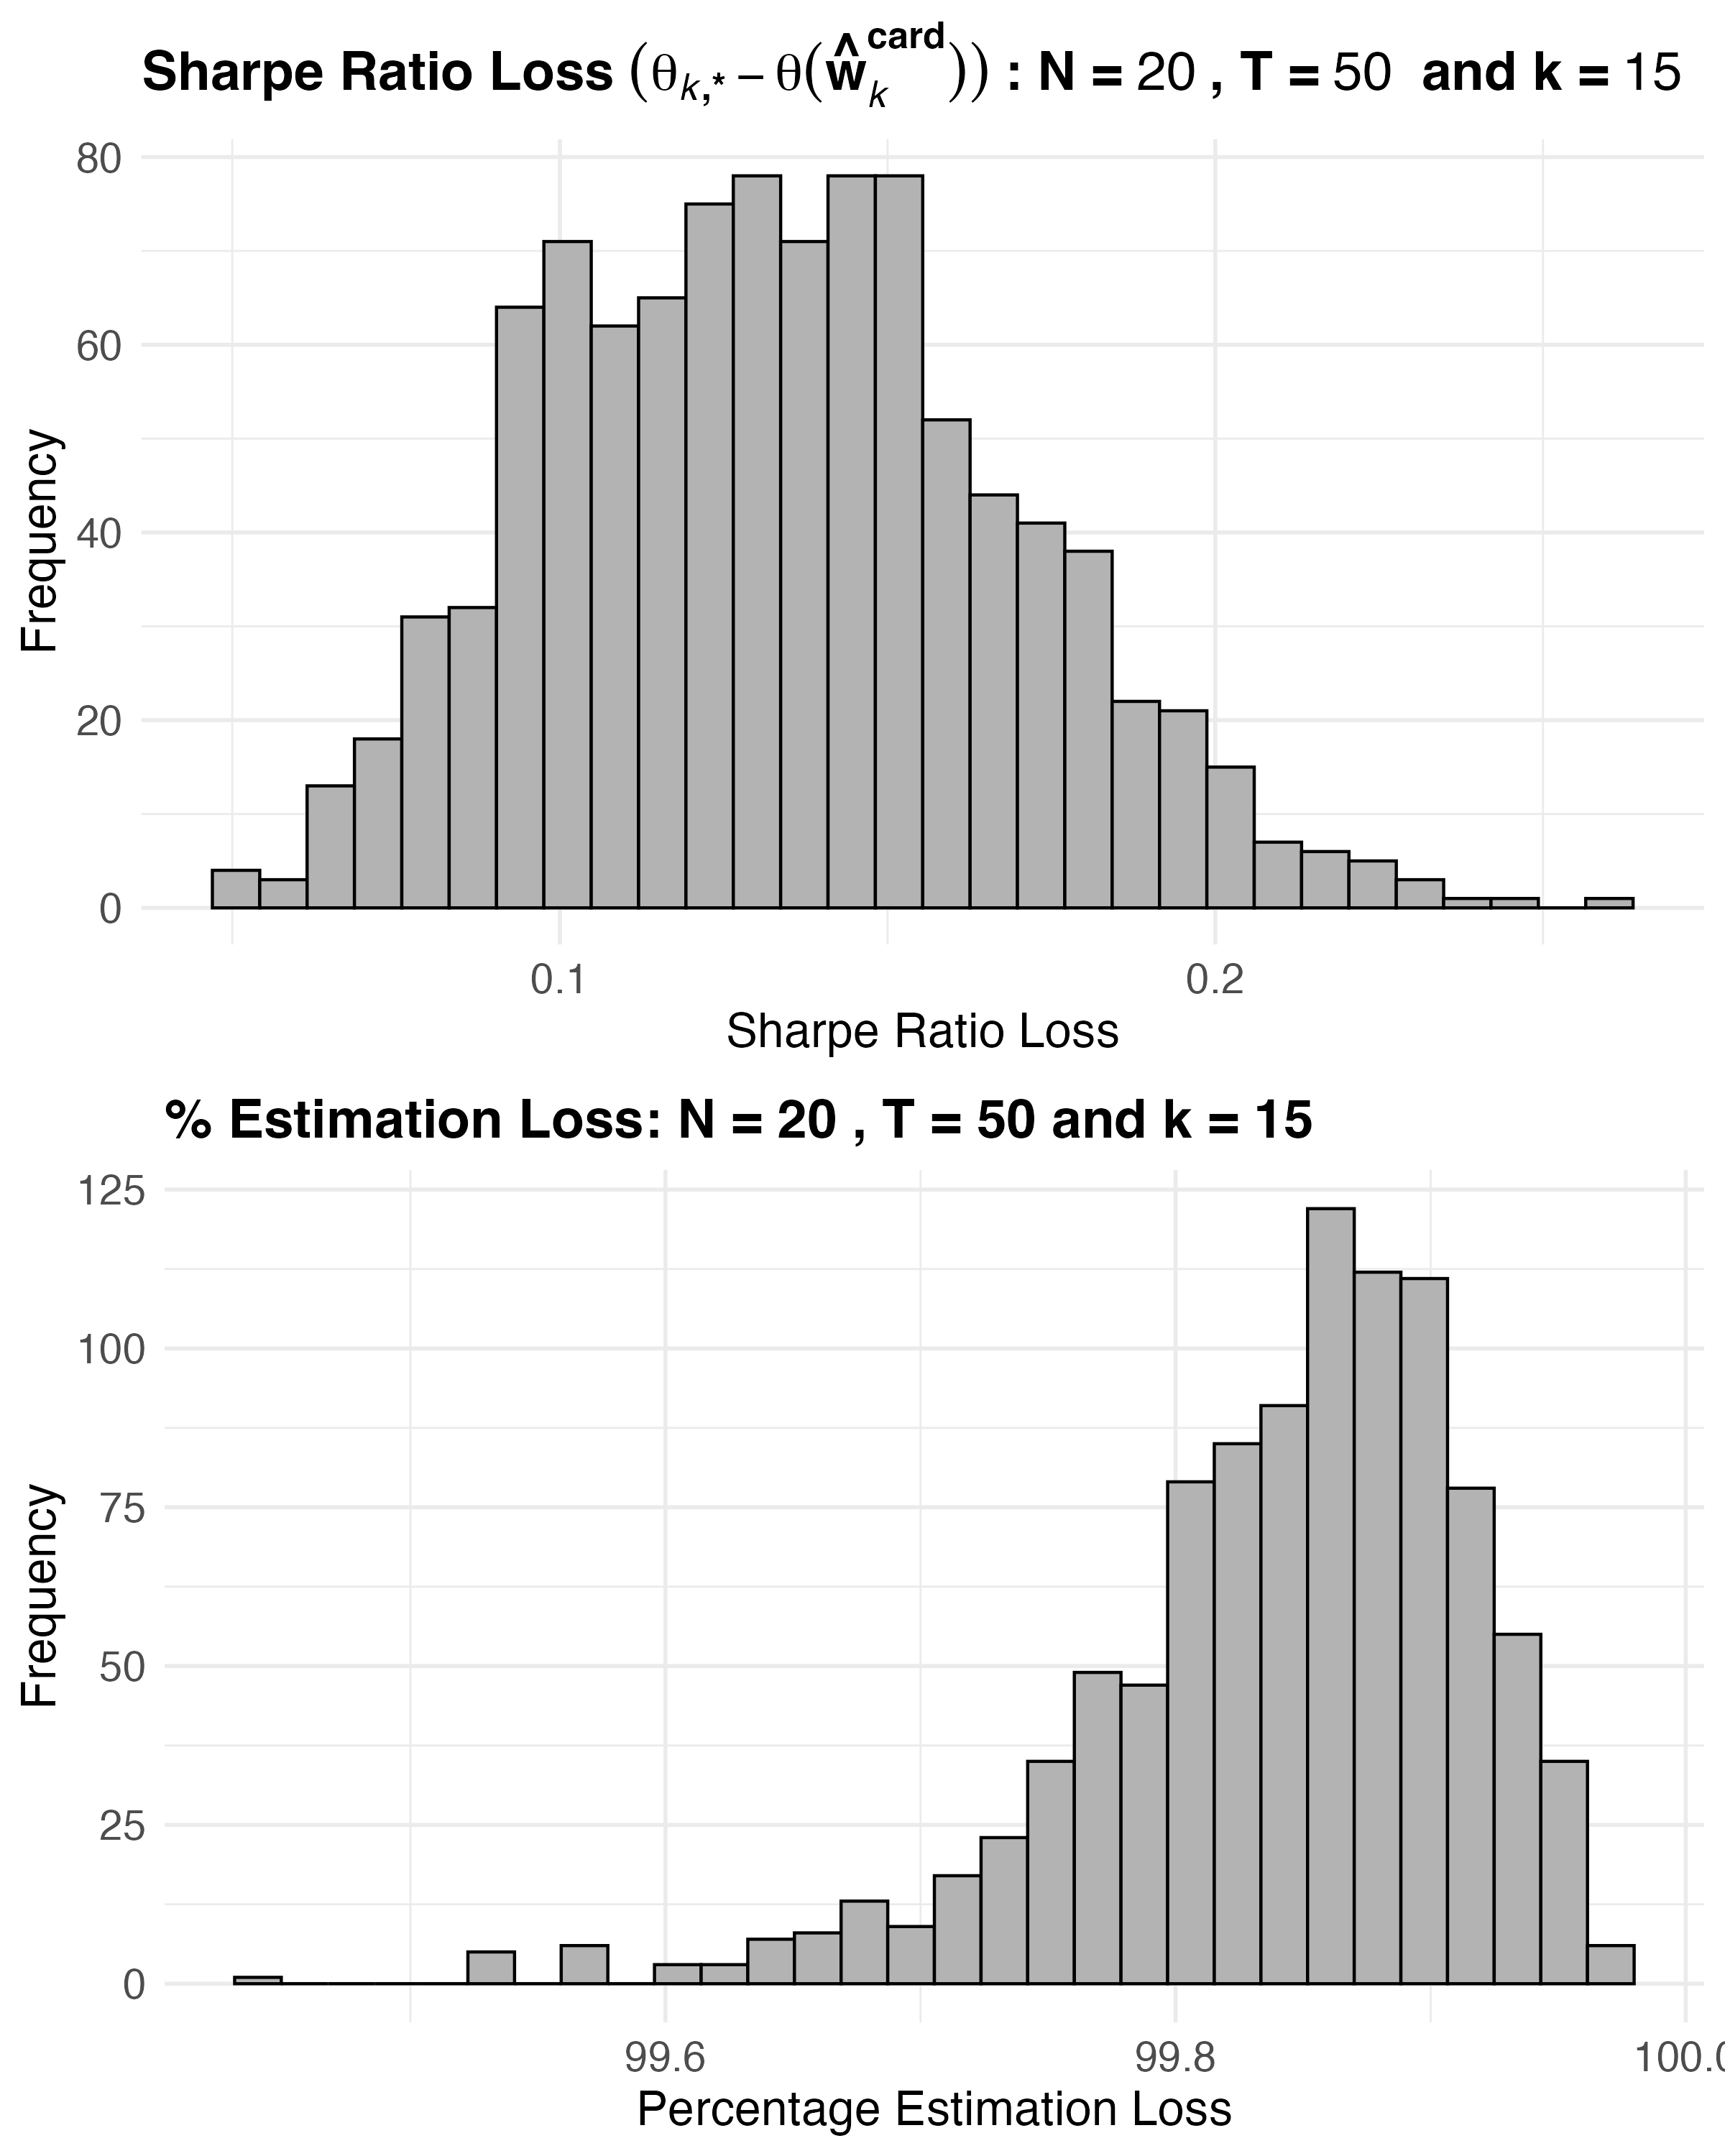 Sharpe Ratio Loss (θk,* − θ(ŵk^card)) : N = 20 , T = 50 and k = 15
80
60
40
20
0
Frequency
0.1 0.2
Sharpe Ratio Loss
% Estimation Loss: N = 20 , T = 50 and k = 15
125
100
75
50
25
0
Frequency
99.6 99.8 100.0
Percentage Estimation Loss